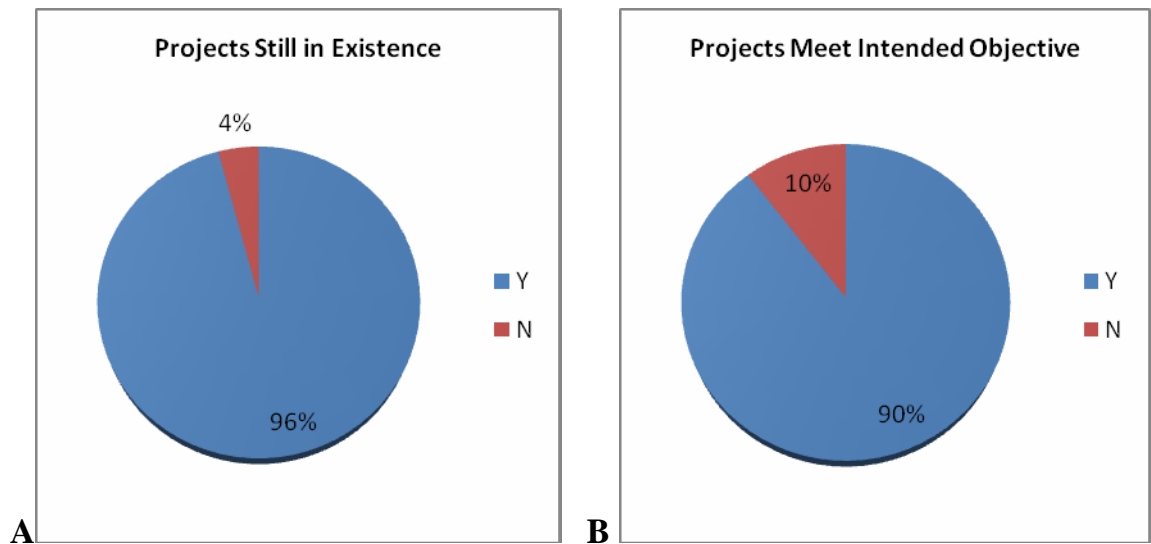 Projects Still in Existence
4%
96%
Y
N
A
Projects Meet Intended Objective
10%
90%
Y
N
B